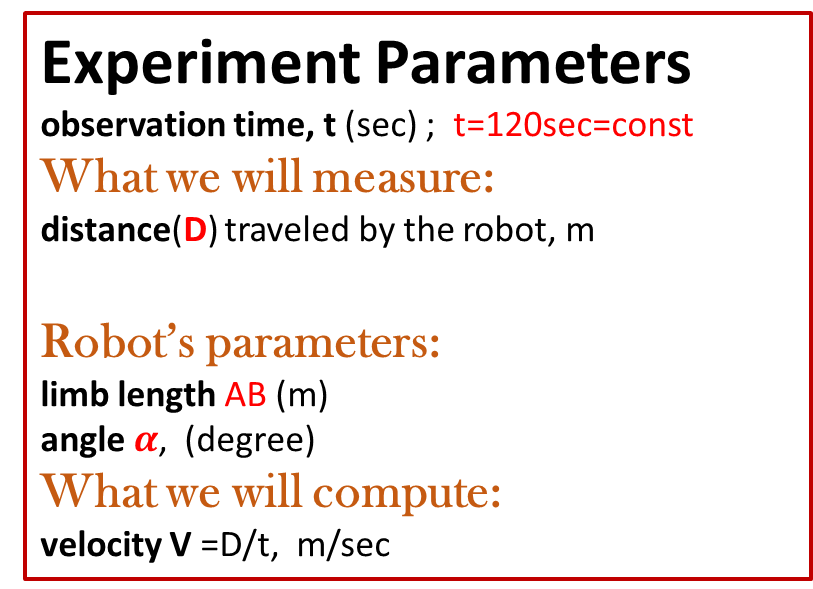 Experiment Parameters
observation time, t (sec) ; t=120sec=const
What we will measure:
distance(D) traveled by the robot, m
Robot’s parameters:
limb length AB (m)
angle α, (degree)
What we will compute:
velocity V =D/t, m/sec